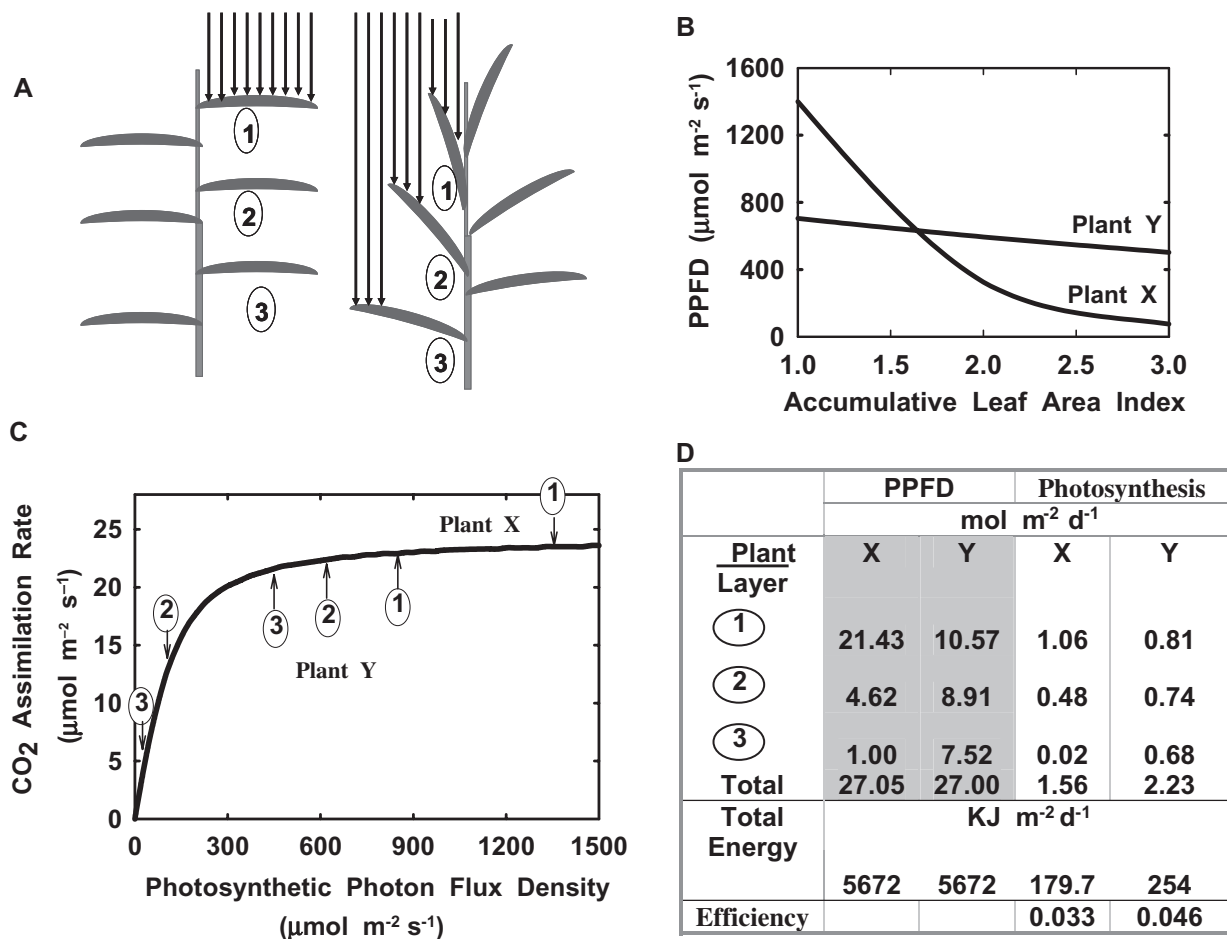 A
1
2
3
1
2
3
B
PPFD (μmol m⁻² s⁻¹)
1600
1200
800
400
0
Plant Y
Plant X
1.0 1.5 2.0 2.5 3.0
Accumulative Leaf Area Index
C
CO₂ Assimilation Rate
(μmol m⁻² s⁻¹)
25
20
15
10
5
0
1
Plant X
2
3
3
2
1
Plant Y
0 300 600 900 1200 1500
Photosynthetic Photon Flux Density
(μmol m⁻² s⁻¹)
D
PPFD Photosynthesis
mol m⁻² d⁻¹
Plant X Y X Y
Layer
1 21.43 10.57 1.06 0.81
2 4.62 8.91 0.48 0.74
3 1.00 7.52 0.02 0.68
Total 27.05 27.00 1.56 2.23
Total KJ m⁻² d⁻¹
Energy
5672 5672 179.7 254
Efficiency 0.033 0.046